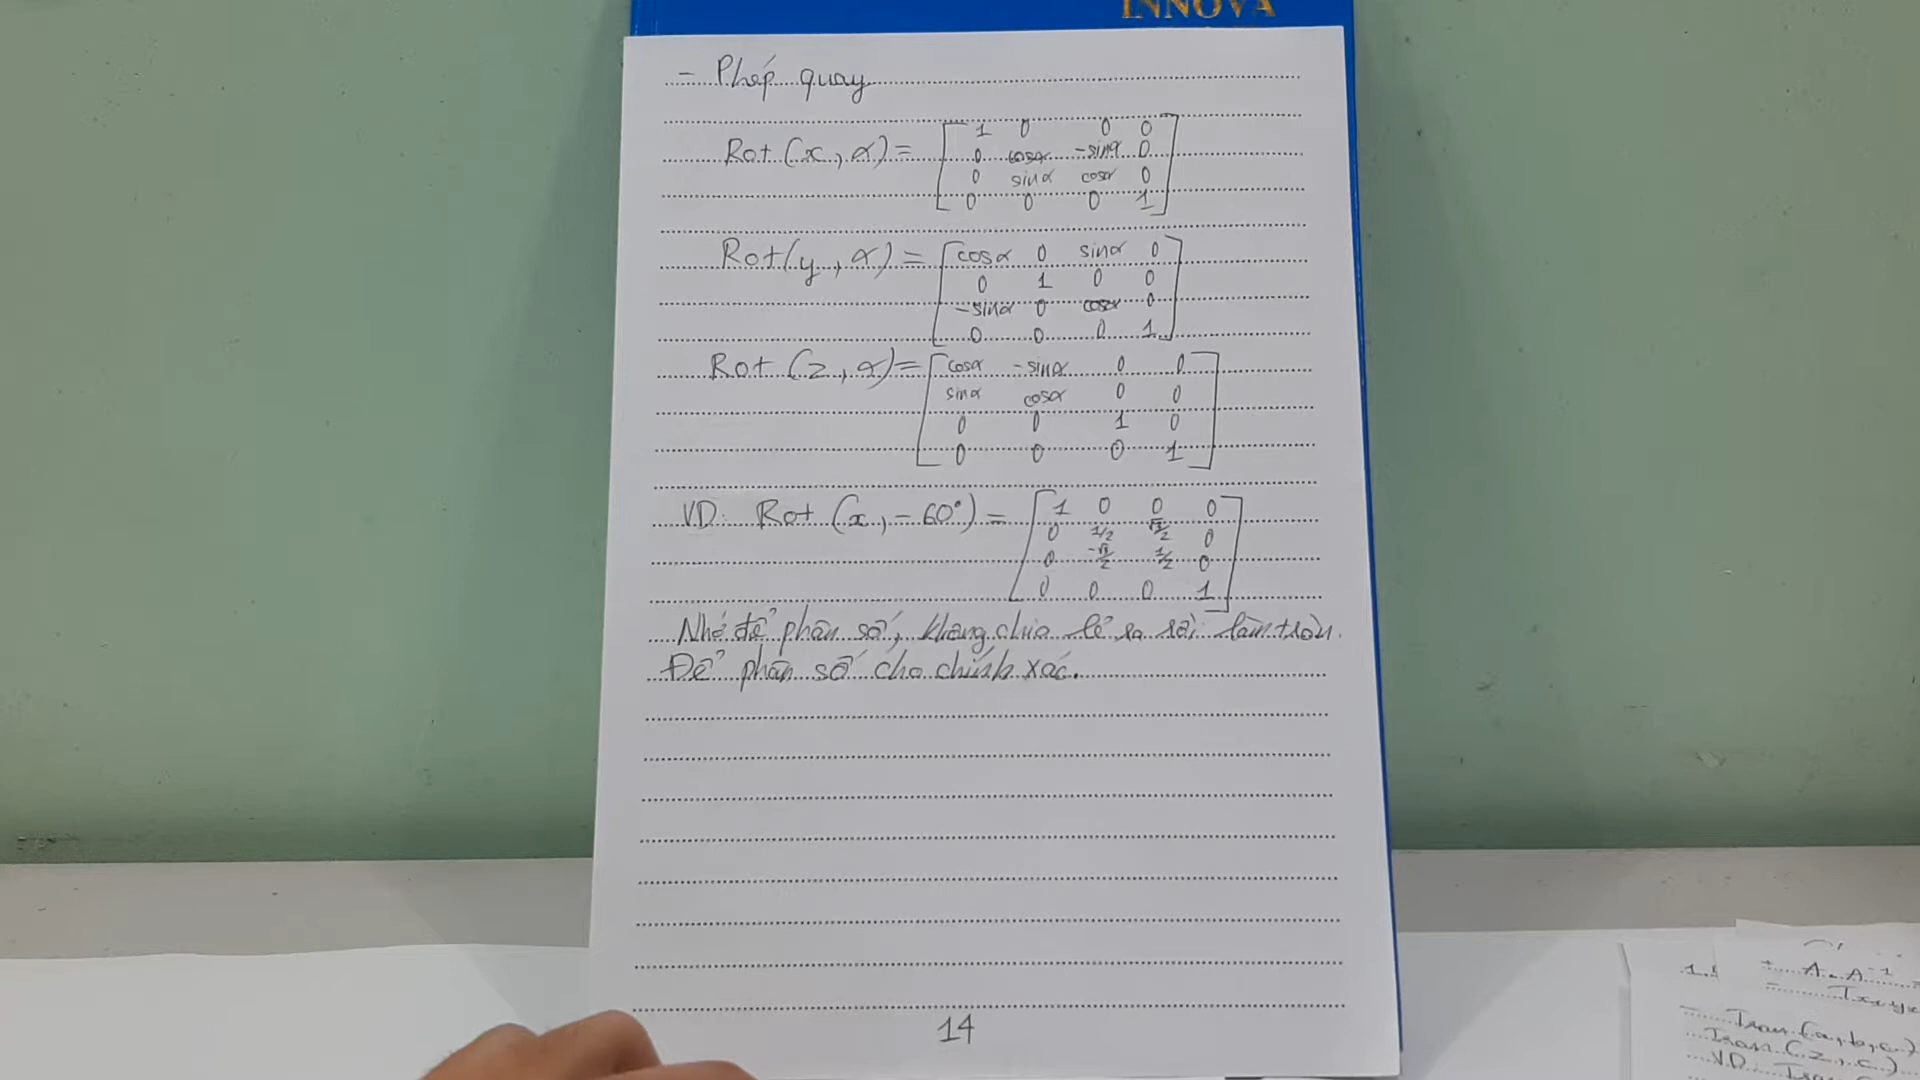 INNOVA
- Phép quay
Rot (x, α) = [1 0 0 0
0 cosα -sinα 0
0 sinα cosα 0
0 0 0 1]
Rot (y, α) = [cosα 0 sinα 0
0 1 0 0
-sinα 0 cosα 0
0 0 0 1]
Rot (z, α) = [cosα -sinα 0 0
sinα cosα 0 0
0 0 1 0
0 0 0 1]
VD: Rot (x, -60°) = [1 0 0 0
0 1/2 √3/2 0
0 -√3/2 1/2 0
0 0 0 1]
Nhớ để phân số, không chia lẻ ra rồi làm tròn.
Để phân số cho chính xác.
14
A.A⁻¹
Tran (a, b, c)
Tran (z, c)
VD